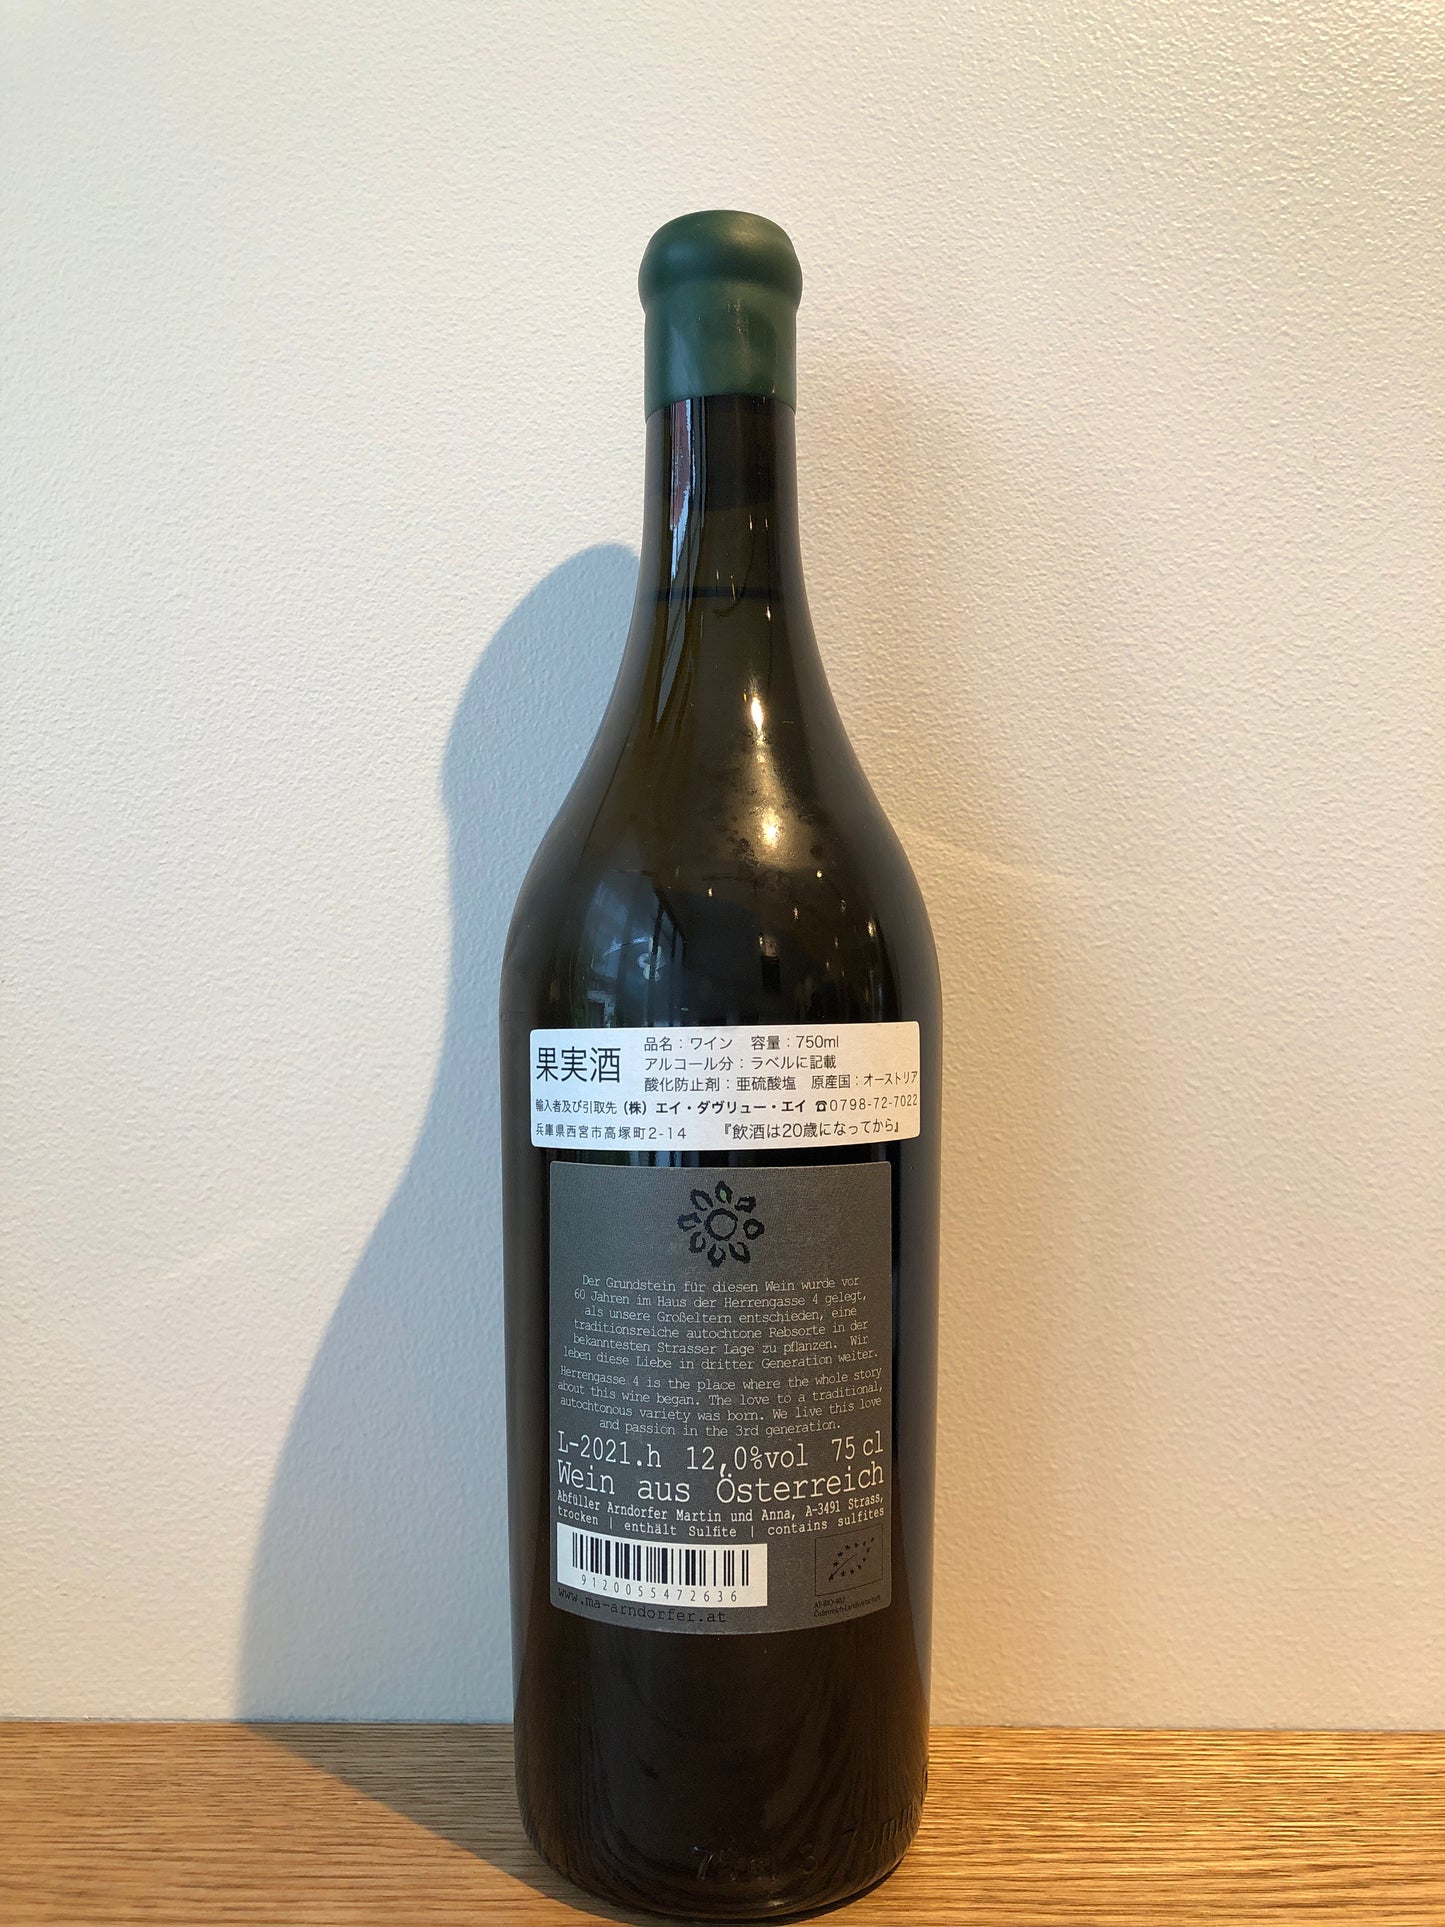 果実酒
品名：ワイン　容量：750ml
アルコール分：ラベルに記載
酸化防止剤：亜硫酸塩　原産国：オーストリア
輸入者及び引取先（株）エイ・ダヴリュー・エイ ☎0798-72-7022
兵庫県西宮市高塚町2-14　『飲酒は20歳になってから』
Der Grundstein für diesen Wein wurde vor
60 Jahren im Haus der Herrengasse 4 gelegt,
als unsere Großeltern entschieden, eine
traditionsreiche autochtone Rebsorte in der
bekanntesten Strasser Lage zu pflanzen. Wir
leben diese Liebe in dritter Generation weiter.
Herrengasse 4 is the place where the whole story
about this wine began. The love to a traditional,
autochtonous variety was born. We live this love
and passion in the 3rd generation.
L-2021.h 12,0%vol 75 cl
Wein aus Österreich
Abfüller Arndorfer Martin und Anna, A-3491 Strass,
trocken | enthält Sulfite | contains sulfites
9120055472636
www.ma-arndorfer.at
AT-BIO-402
Österreich-Landwirtschaft